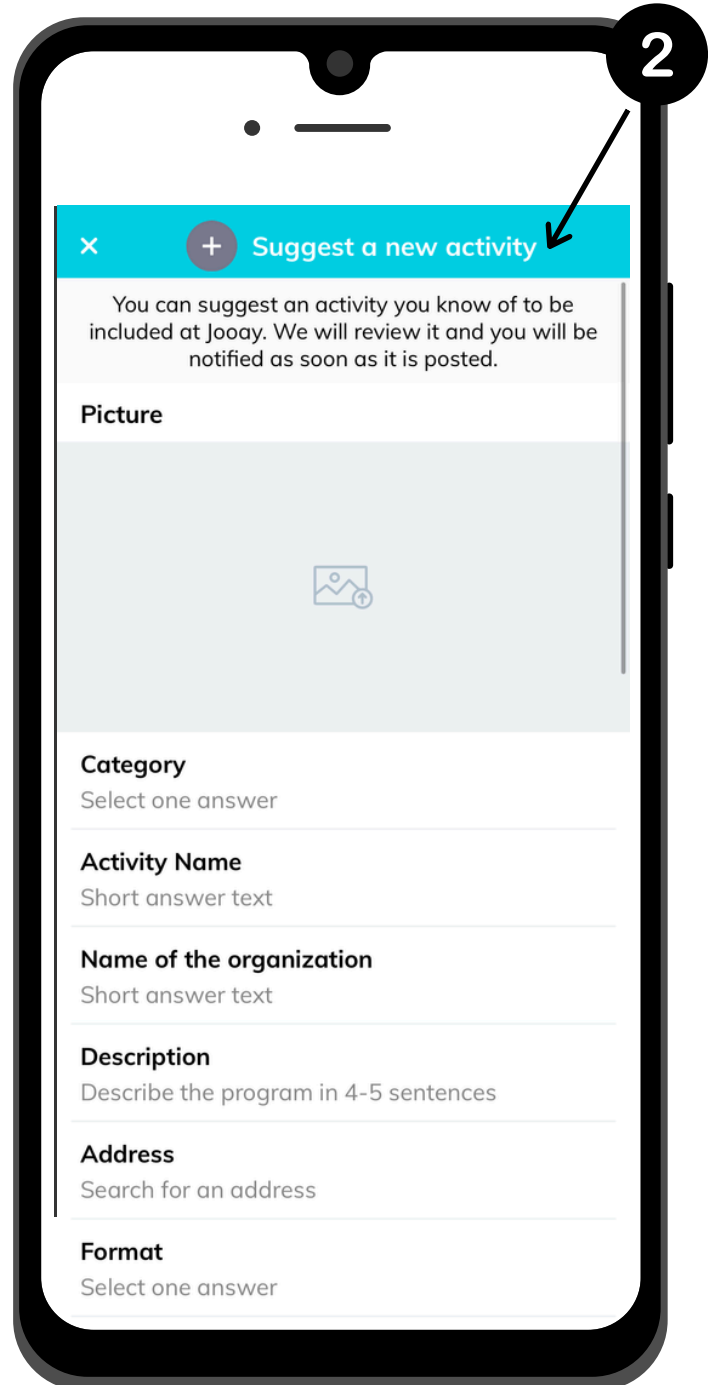 2
Suggest a new activity
You can suggest an activity you know of to be
included at Jooay. We will review it and you will be
notified as soon as it is posted.
Picture
Category
Select one answer
Activity Name
Short answer text
Name of the organization
Short answer text
Description
Describe the program in 4-5 sentences
Address
Search for an address
Format
Select one answer